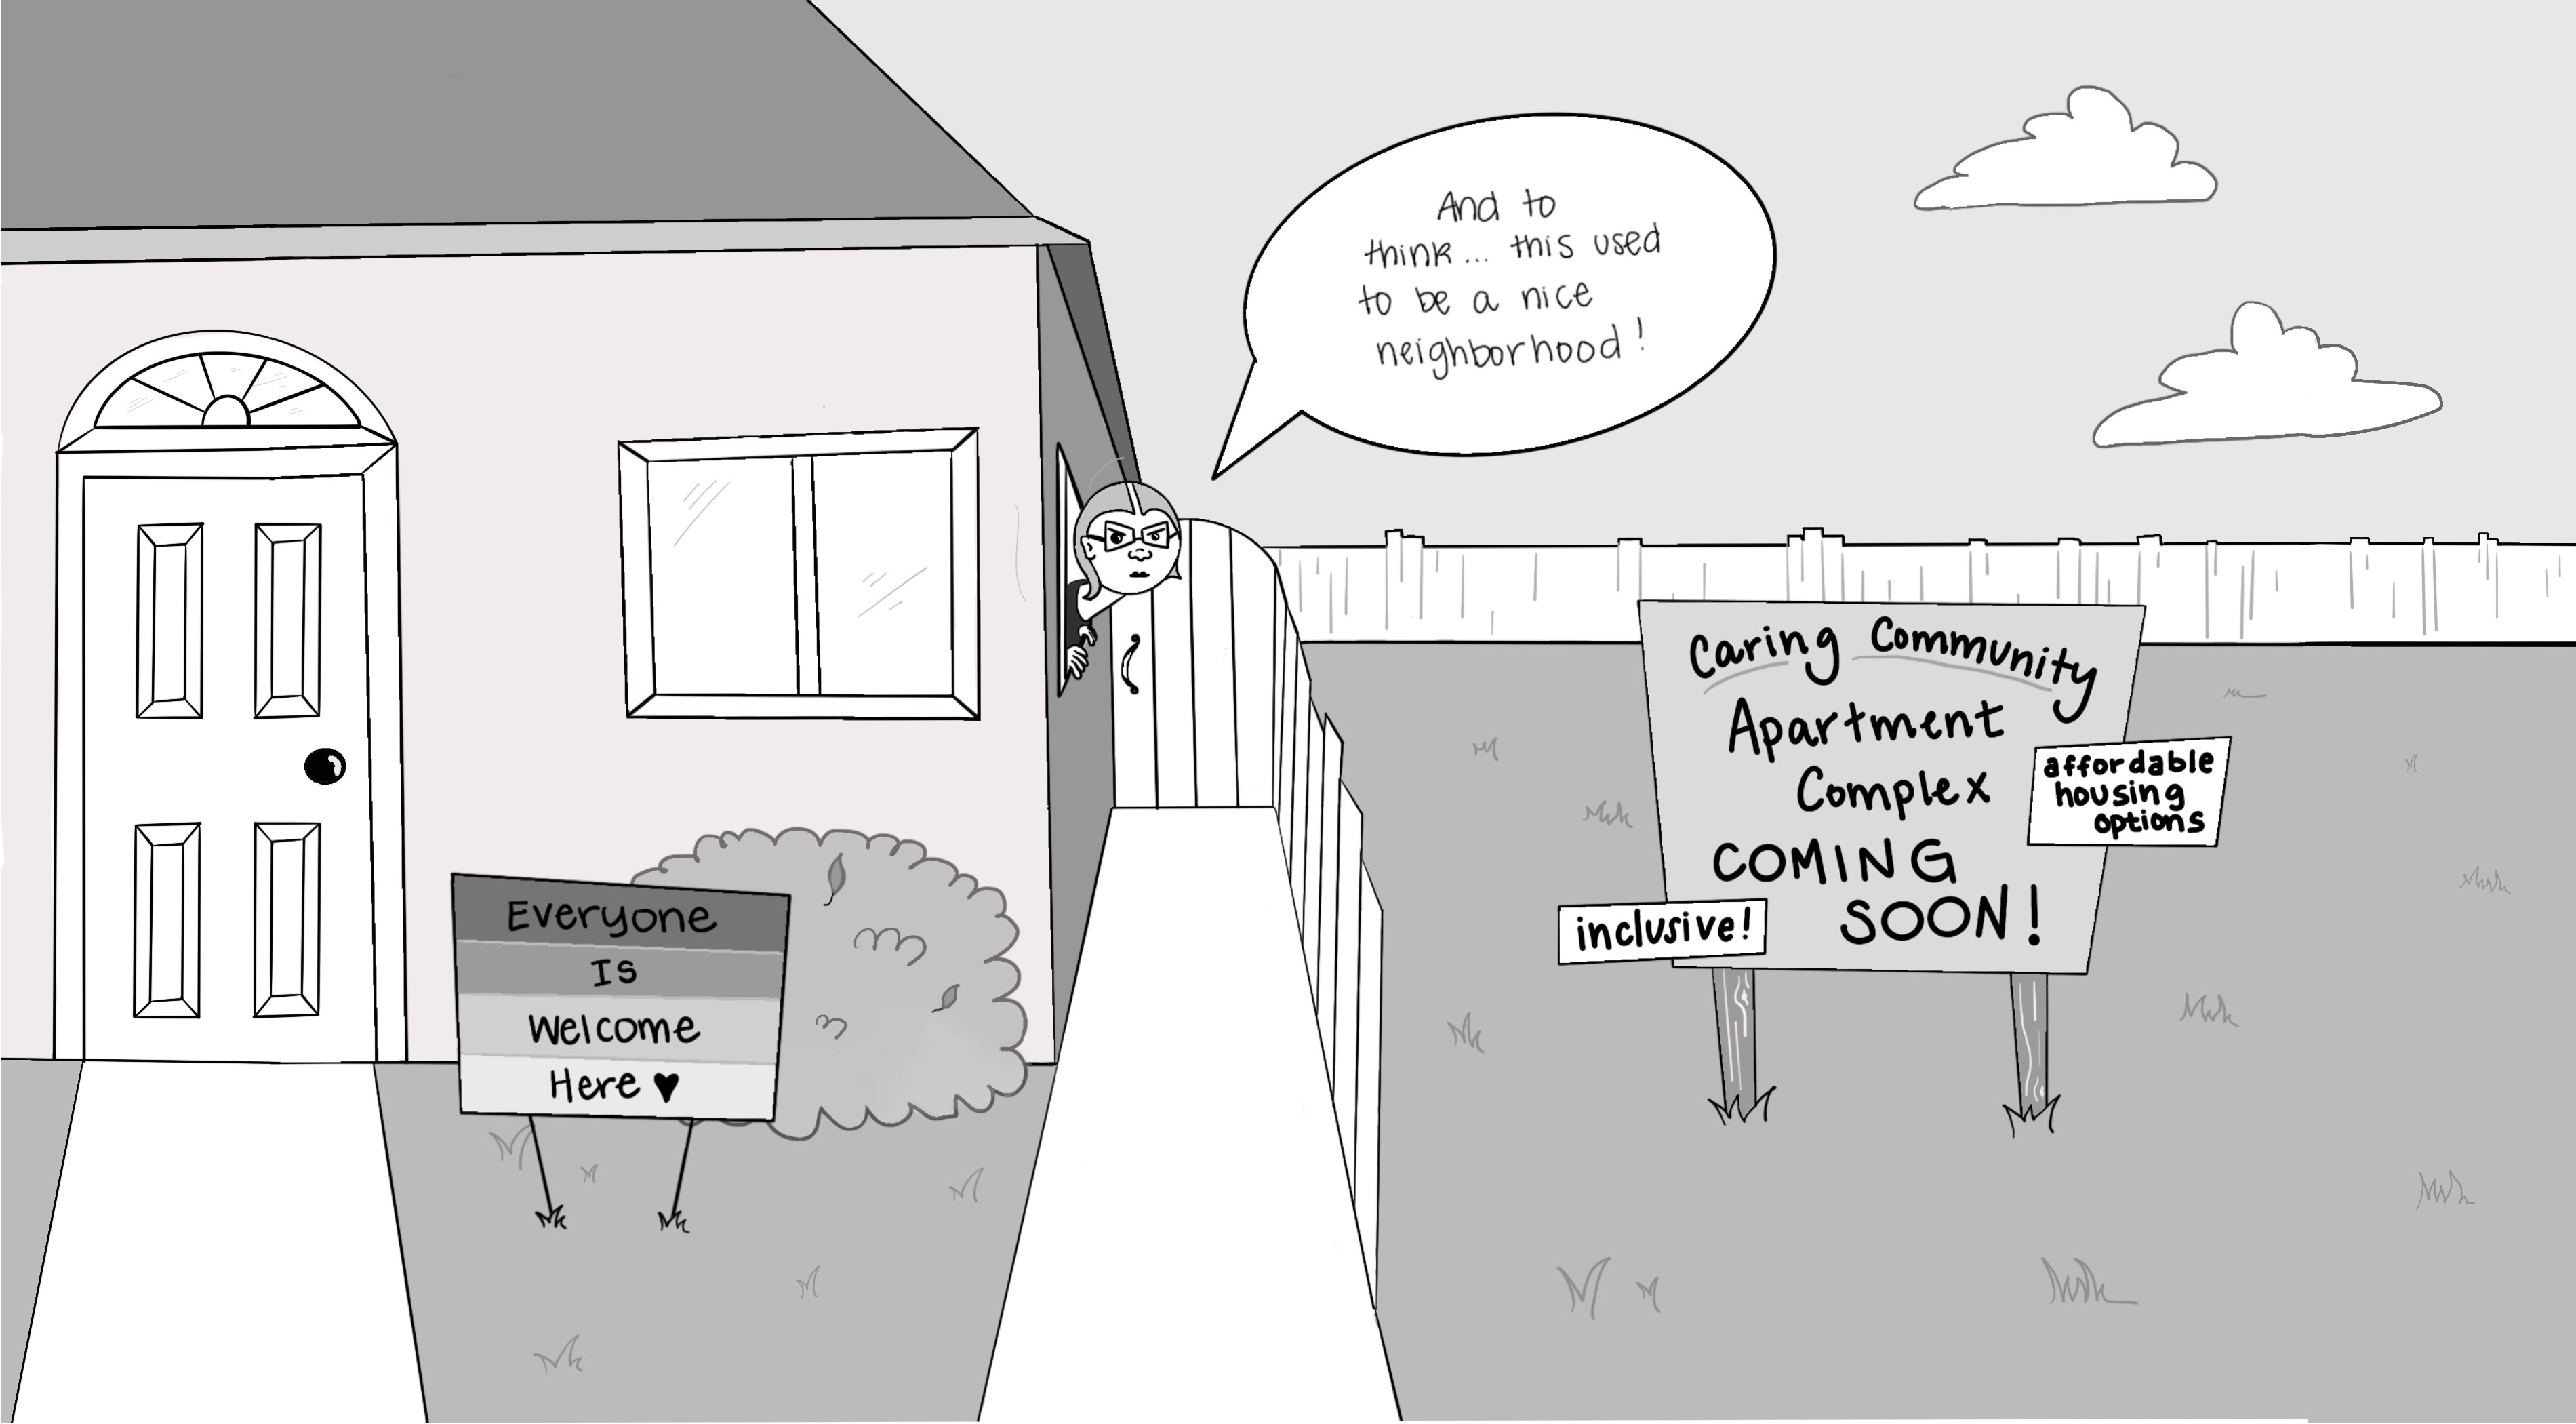 And to
think... this used
to be a nice
neighborhood!
Everyone
Is
Welcome
Here ♥
Caring Community
Apartment
Complex
COMING
SOON!
affordable
housing
options
inclusive!